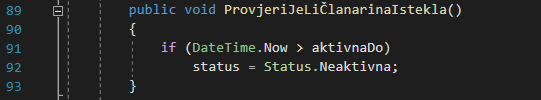 89 public void ProvjeriJeLiČlanarinaIstekla()
90 {
91 if (DateTime.Now > aktivnaDo)
92 status = Status.Neaktivna;
93 }